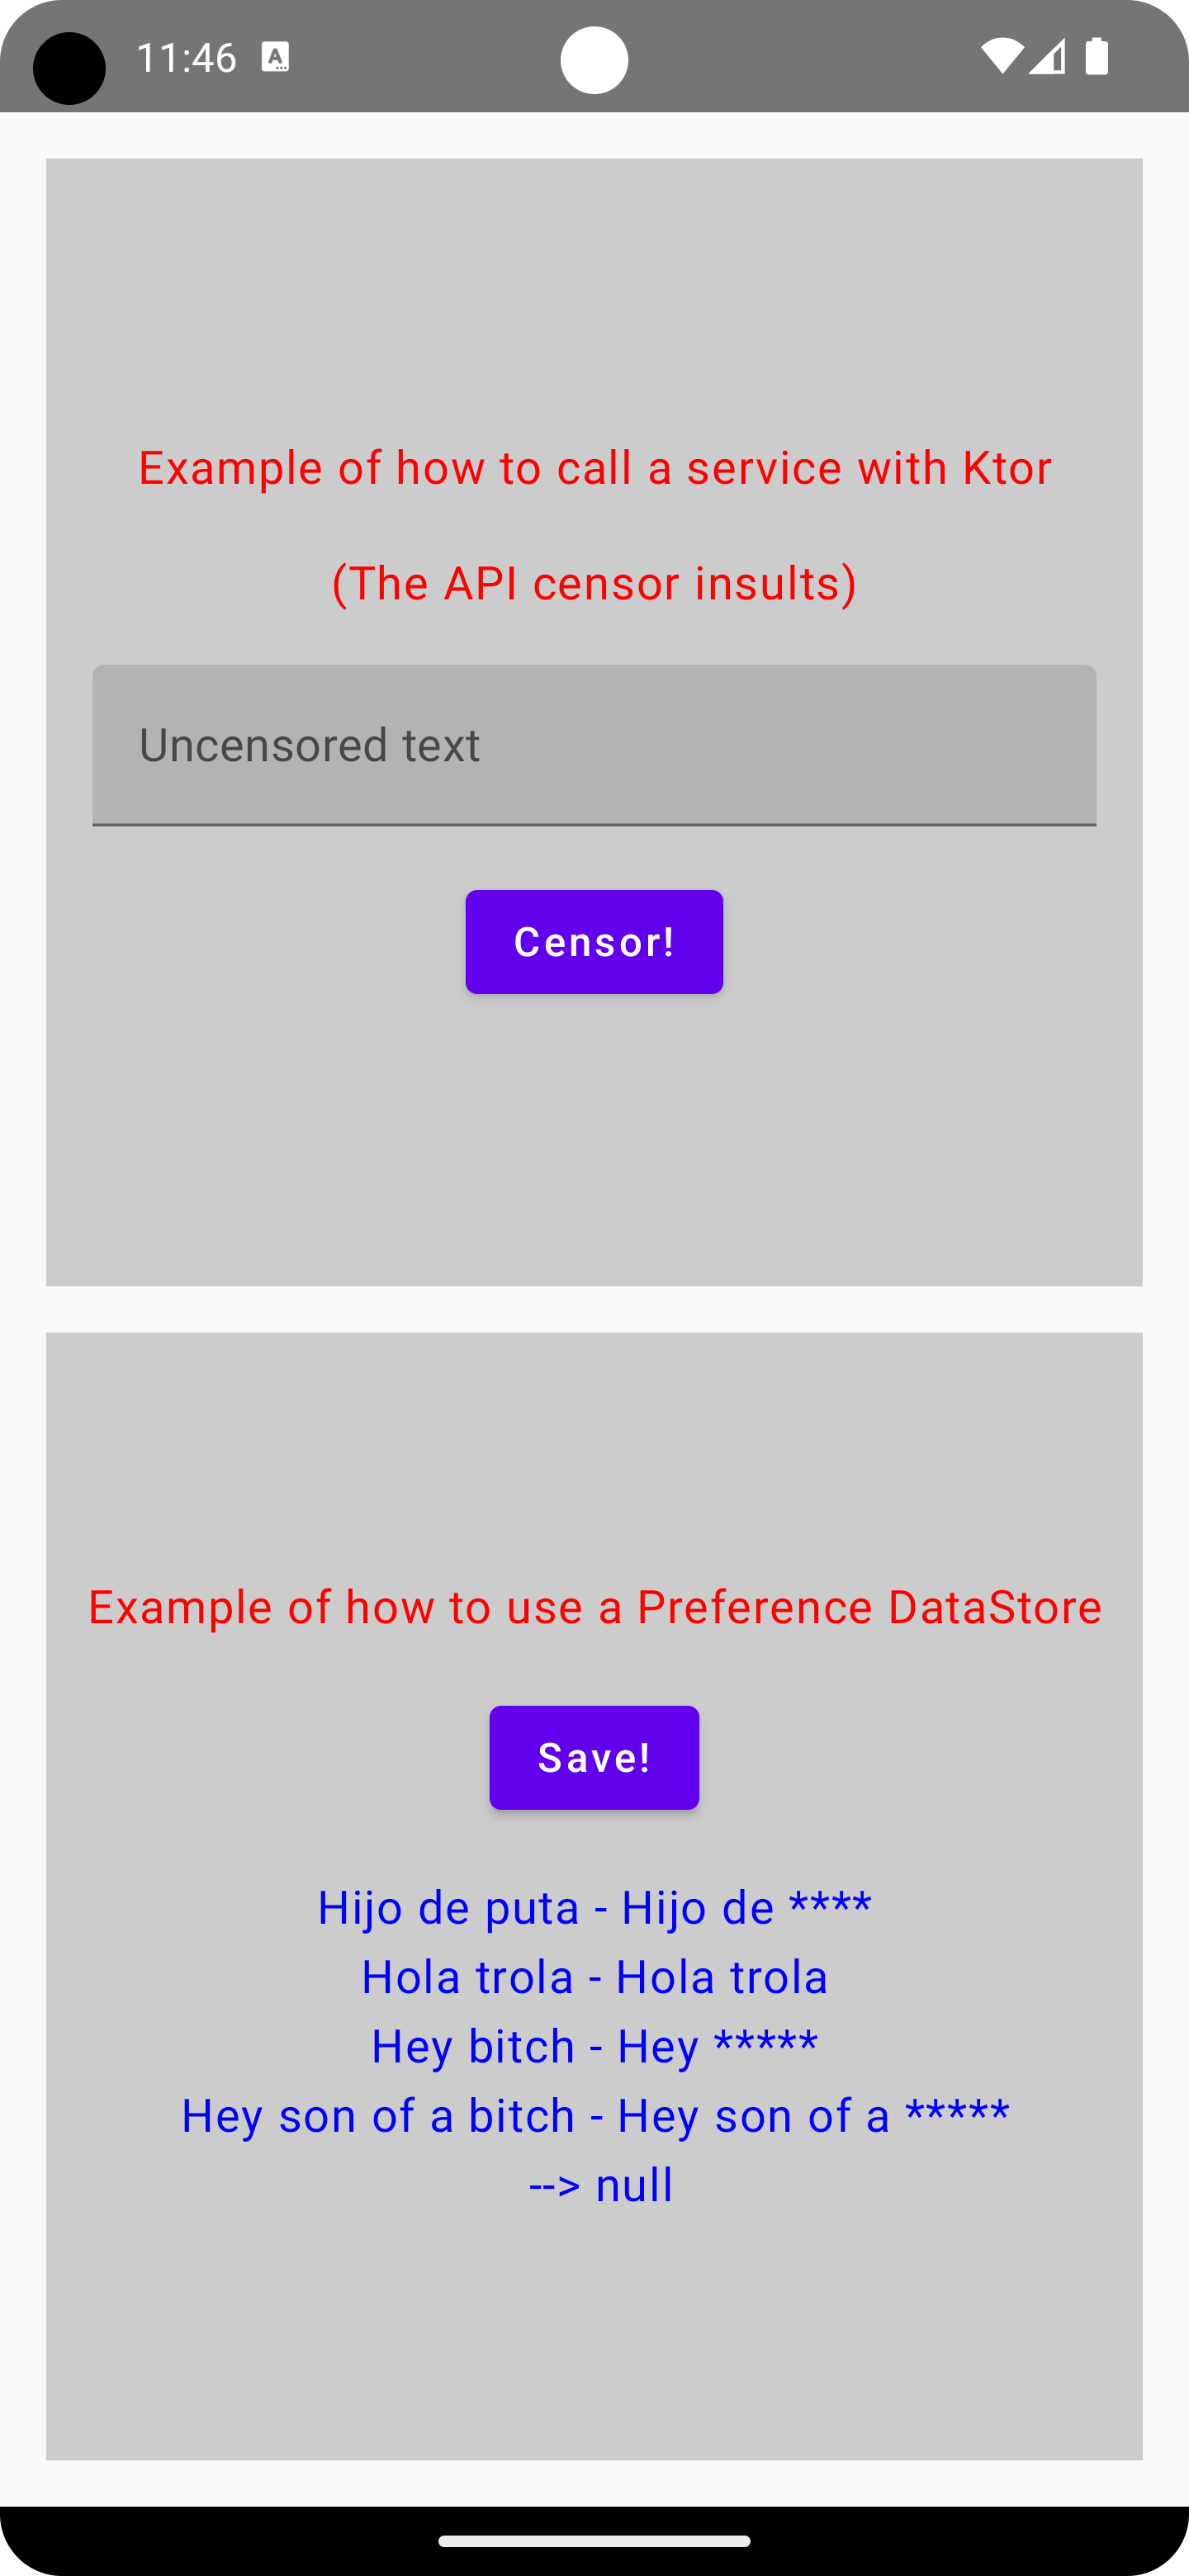 11:46
Example of how to call a service with Ktor
(The API censor insults)
Uncensored text
Censor!
Example of how to use a Preference DataStore
Save!
Hijo de puta - Hijo de ****
Hola trola - Hola trola
Hey bitch - Hey *****
Hey son of a bitch - Hey son of a *****
--> null